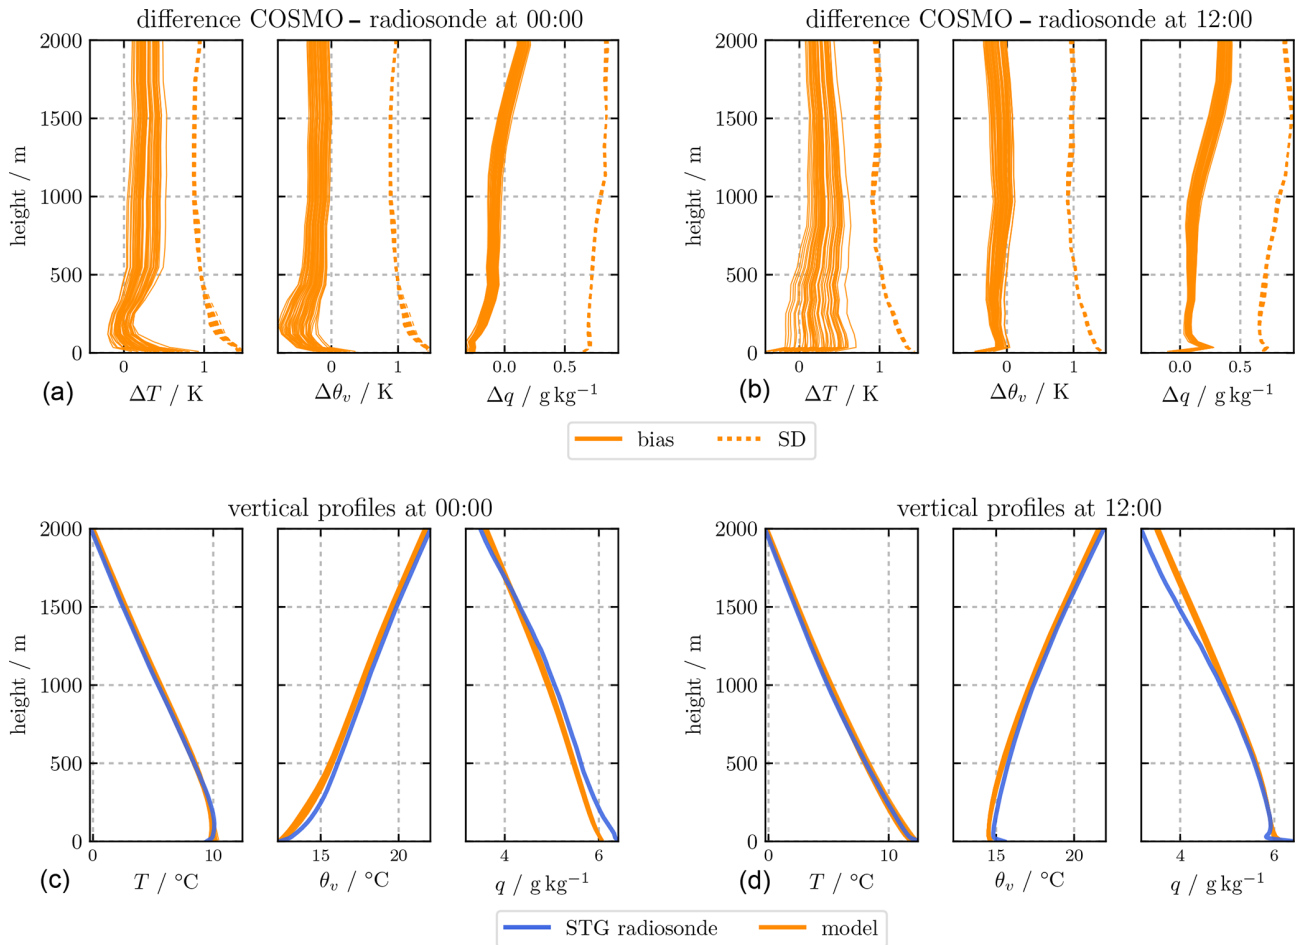 difference COSMO – radiosonde at 00:00
difference COSMO – radiosonde at 12:00
height / m
2000
1500
1000
500
0
0 1
0
0.0 0.5
(a)
ΔT / K
Δθv / K
Δq / g kg⁻¹
height / m
2000
1500
1000
500
0
0 1
0 1
0.0 0.5
(b)
ΔT / K
Δθv / K
Δq / g kg⁻¹
bias SD
vertical profiles at 00:00
vertical profiles at 12:00
height / m
2000
1500
1000
500
0
0 10
15 20
4 6
(c)
T / °C
θv / °C
q / g kg⁻¹
height / m
2000
1500
1000
500
0
0 10
15 20
4 6
(d)
T / °C
θv / °C
q / g kg⁻¹
STG radiosonde model